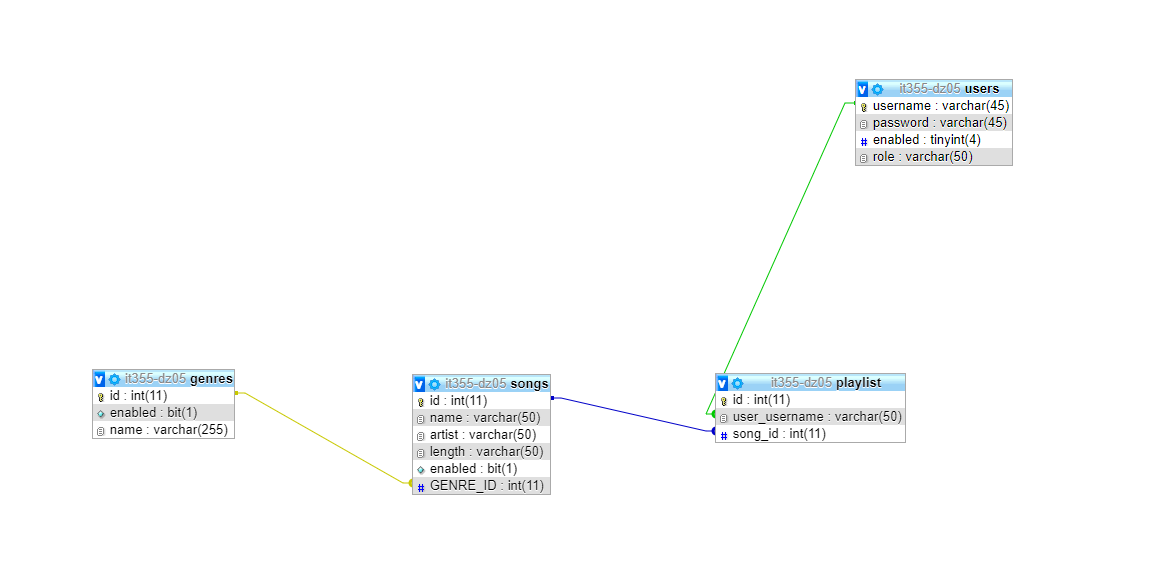 it355-dz05 users
username : varchar(45)
password : varchar(45)
enabled : tinyint(4)
role : varchar(50)
it355-dz05 genres
id : int(11)
enabled : bit(1)
name : varchar(255)
it355-dz05 songs
id : int(11)
name : varchar(50)
artist : varchar(50)
length : varchar(50)
enabled : bit(1)
GENRE_ID : int(11)
it355-dz05 playlist
id : int(11)
user_username : varchar(50)
song_id : int(11)